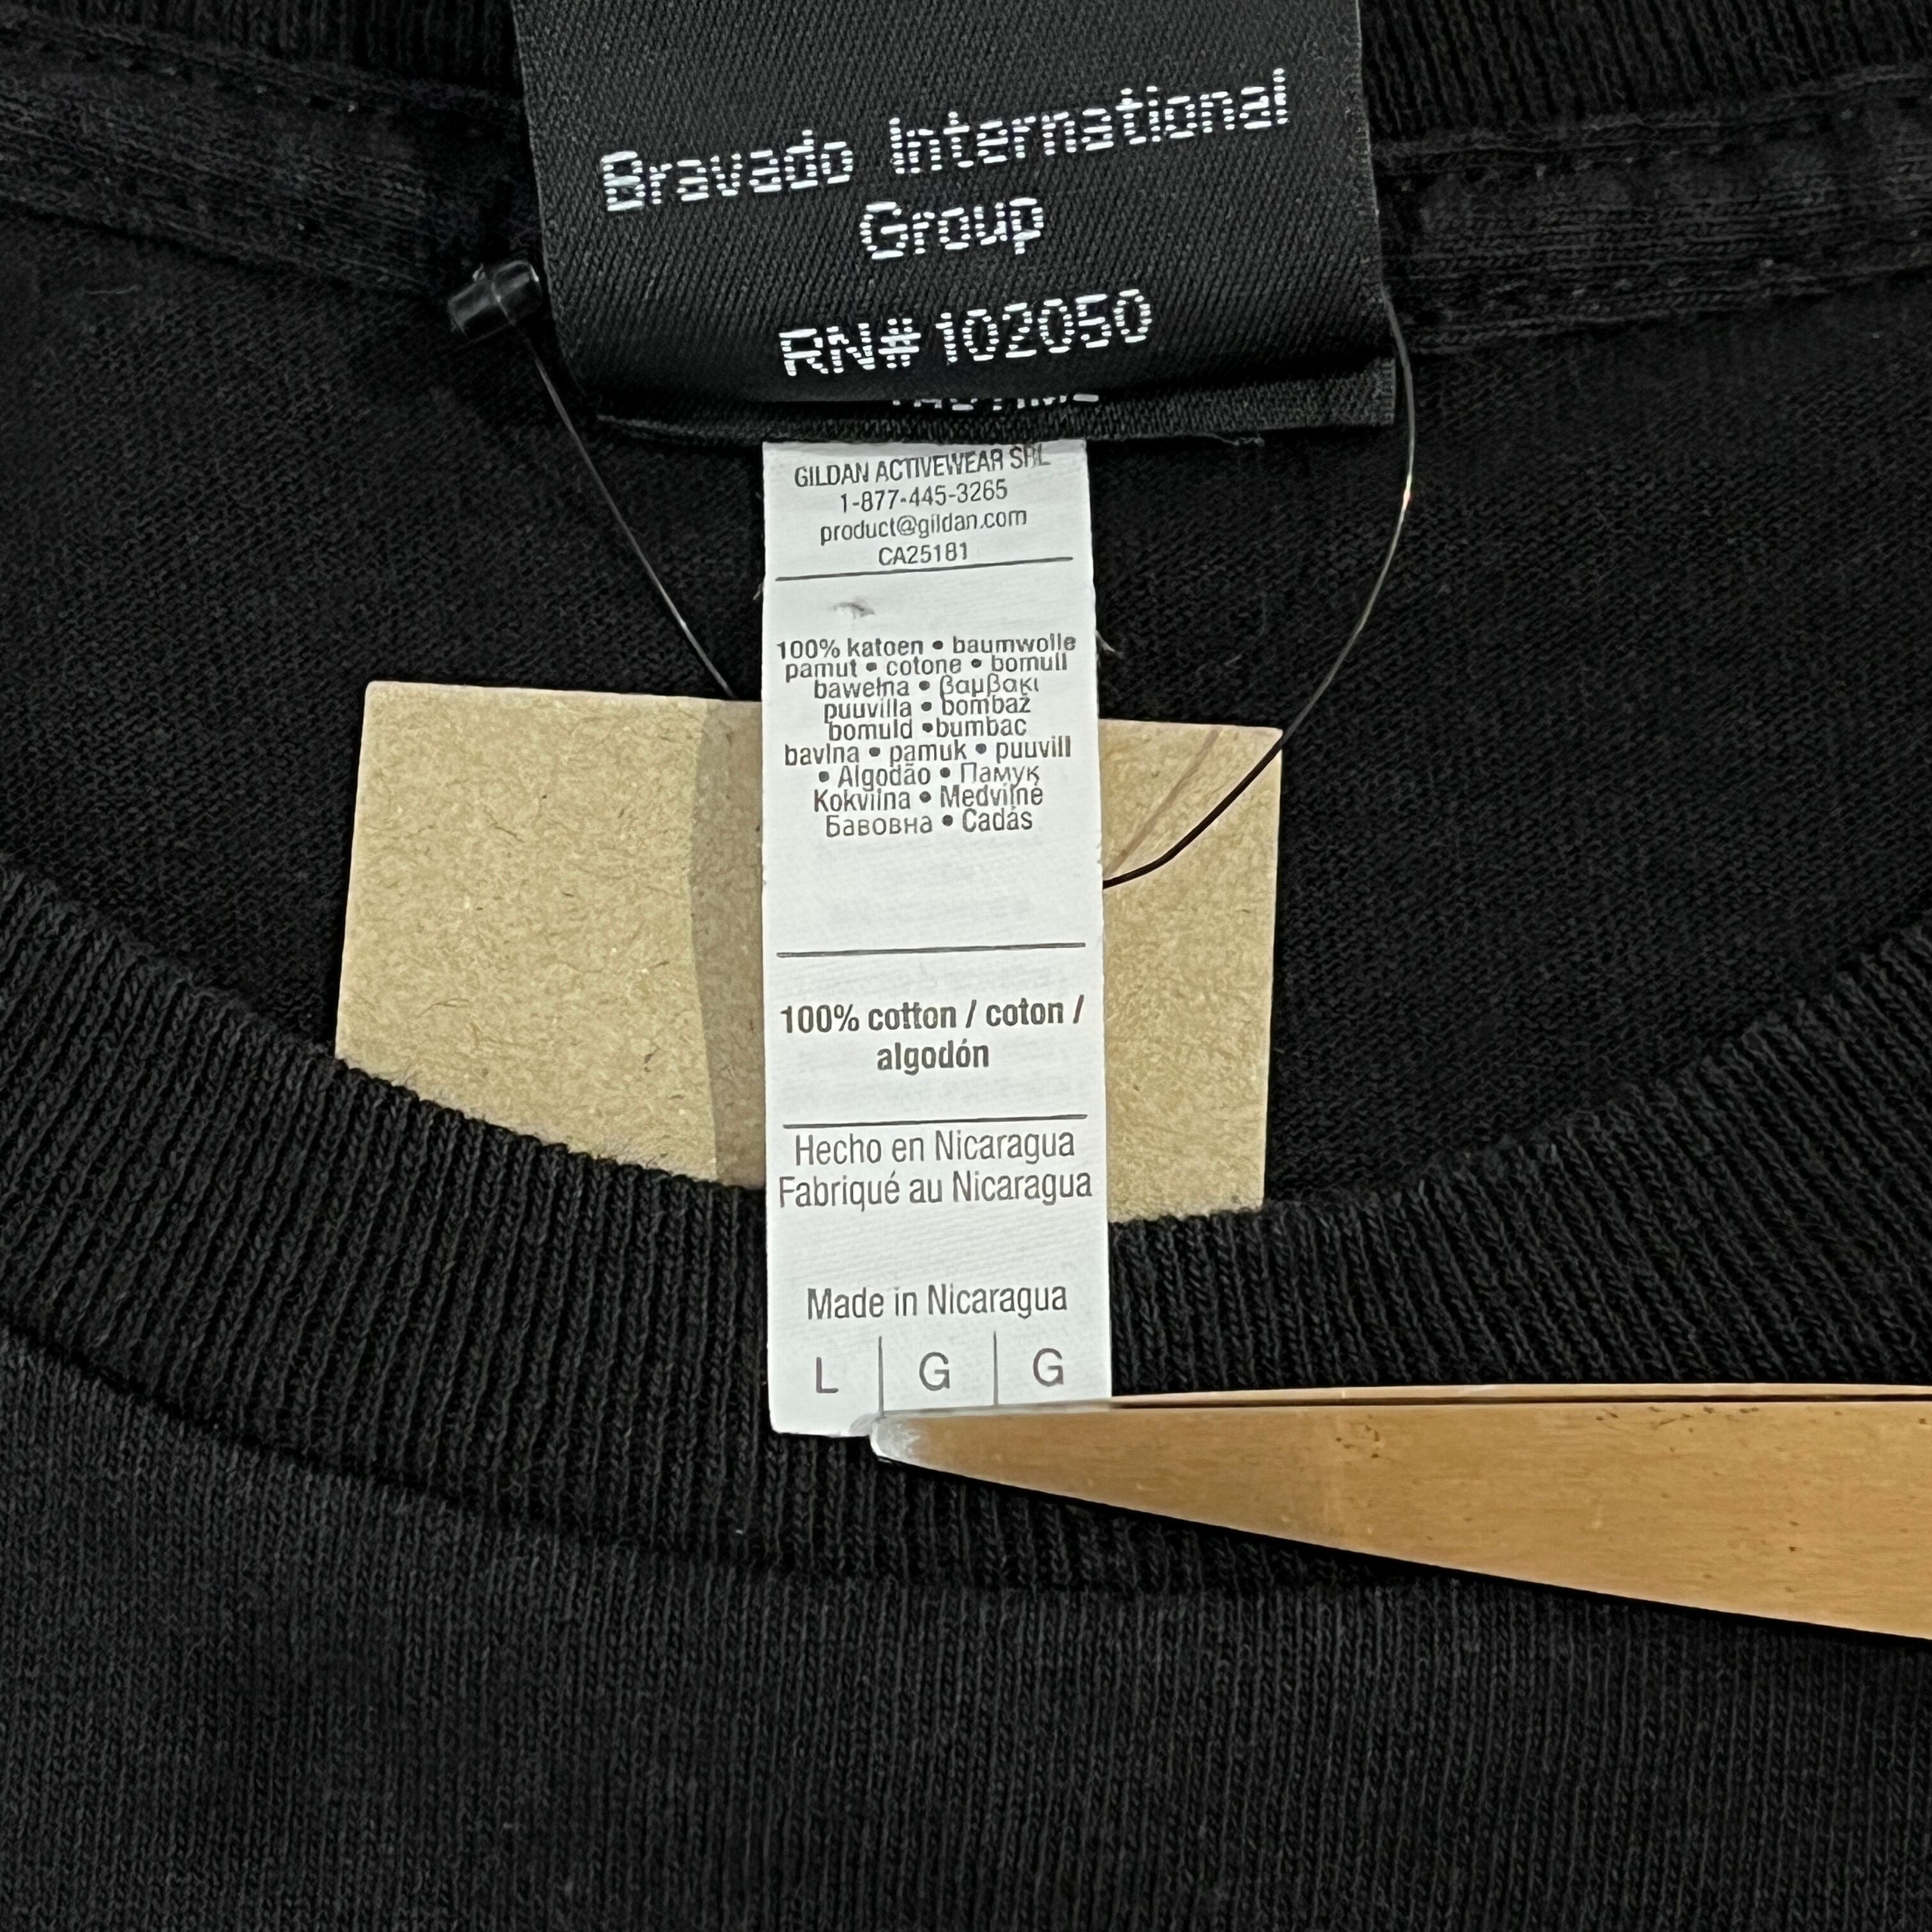 Bravado International
Group
RN# 102050
GILDAN ACTIVEWEAR SRL
1-877-445-3265
product@gildan.com
CA25181
100% katoen • baumwolle
pamut • cotone • bomull
bawełna • βαμβακι
puuvilla • bombaž
bomuld •bumbac
bavlna • pamuk • puuvill
• Algodão • Памук
Kokvilna • Medvilnė
Бавовна • Cadás
100% cotton / coton /
algodón
Hecho en Nicaragua
Fabriqué au Nicaragua
Made in Nicaragua
L G G